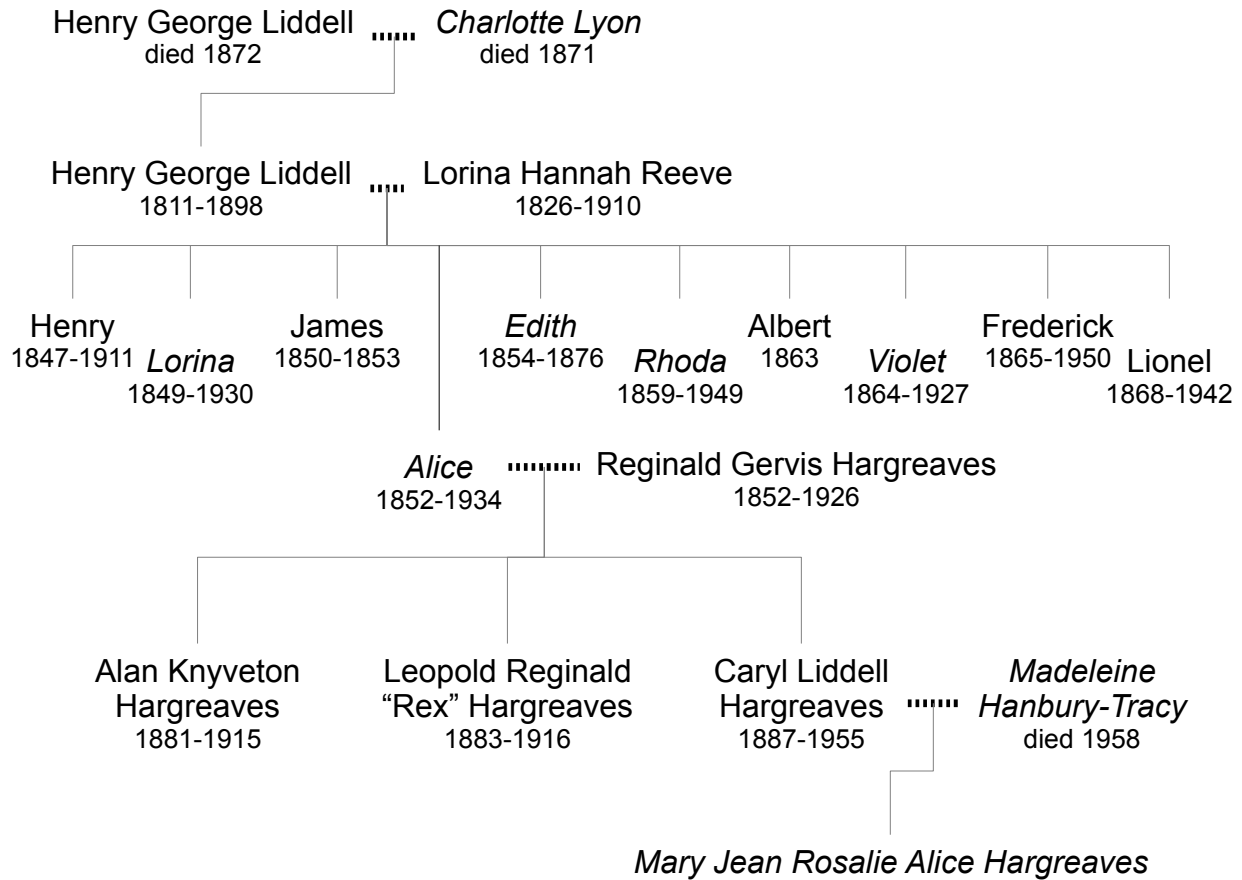 Henry George Liddell Charlotte Lyon
died 1872 died 1871
Henry George Liddell Lorina Hannah Reeve
1811-1898 1826-1910
Henry
1847-1911
Lorina
1849-1930
James
1850-1853
Edith
1854-1876
Rhoda
1859-1949
Albert
1863
Violet
1864-1927
Frederick
1865-1950
Lionel
1868-1942
Alice
1852-1934
Reginald Gervis Hargreaves
1852-1926
Alan Knyveton
Hargreaves
1881-1915
Leopold Reginald
“Rex” Hargreaves
1883-1916
Caryl Liddell
Hargreaves
1887-1955
Madeleine
Hanbury-Tracy
died 1958
Mary Jean Rosalie Alice Hargreaves